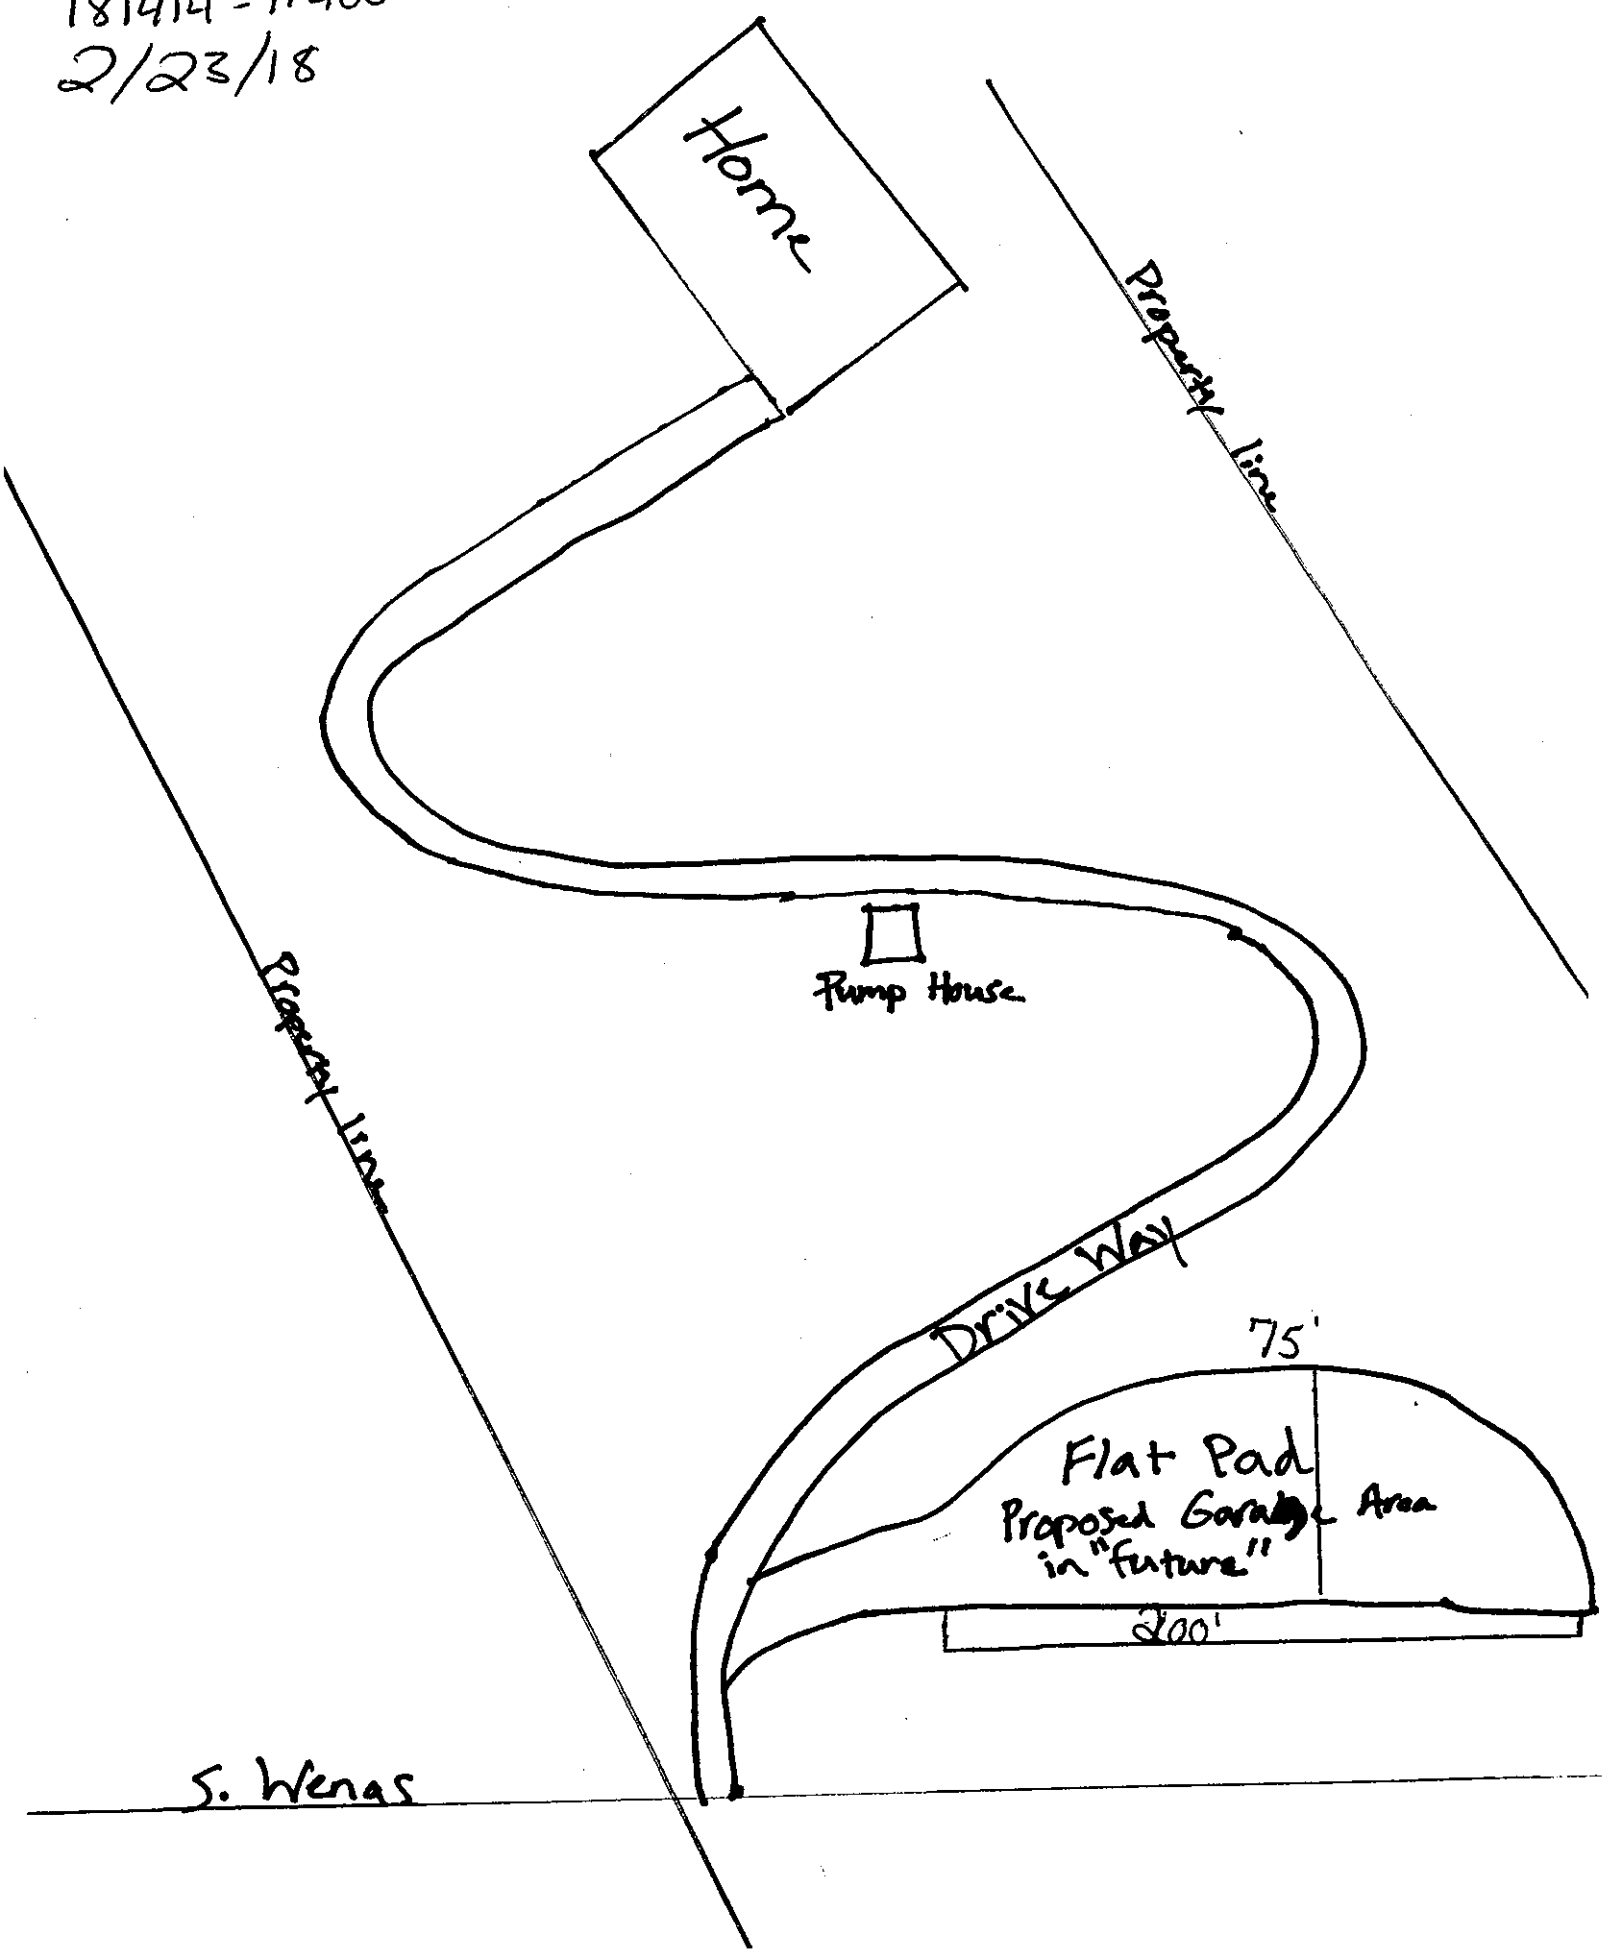 181414 -
2/23/18
Home
Property line
Pump House
Property line
Drive Way
75'
Flat Pad
Proposed Garage Area
in "future"
200'
S. Wenas